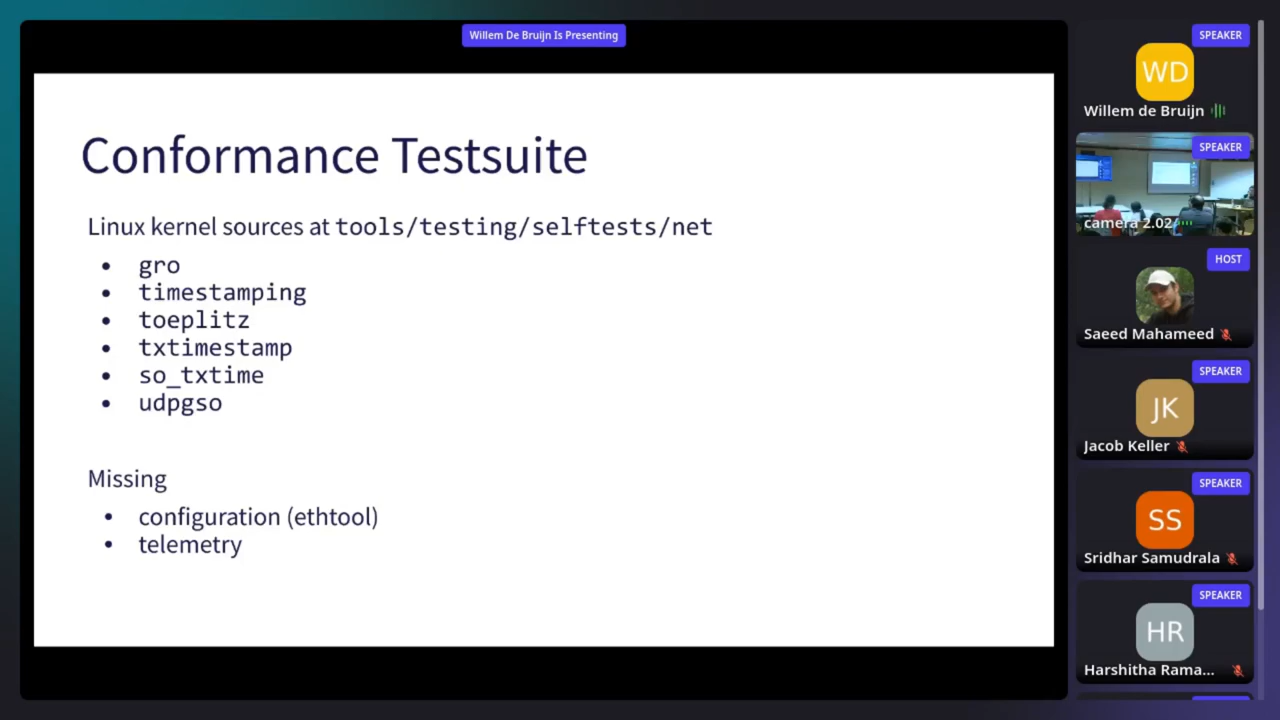 Willem De Bruijn Is Presenting
Conformance Testsuite
Linux kernel sources at tools/testing/selftests/net
• gro
• timestamping
• toeplitz
• txtimestamp
• so_txtime
• udpgso
Missing
• configuration (ethtool)
• telemetry
SPEAKER
WD
Willem de Bruijn
SPEAKER
camera 2.02
HOST
Saeed Mahameed
SPEAKER
JK
Jacob Keller
SPEAKER
SS
Sridhar Samudrala
SPEAKER
HR
Harshitha Rama...